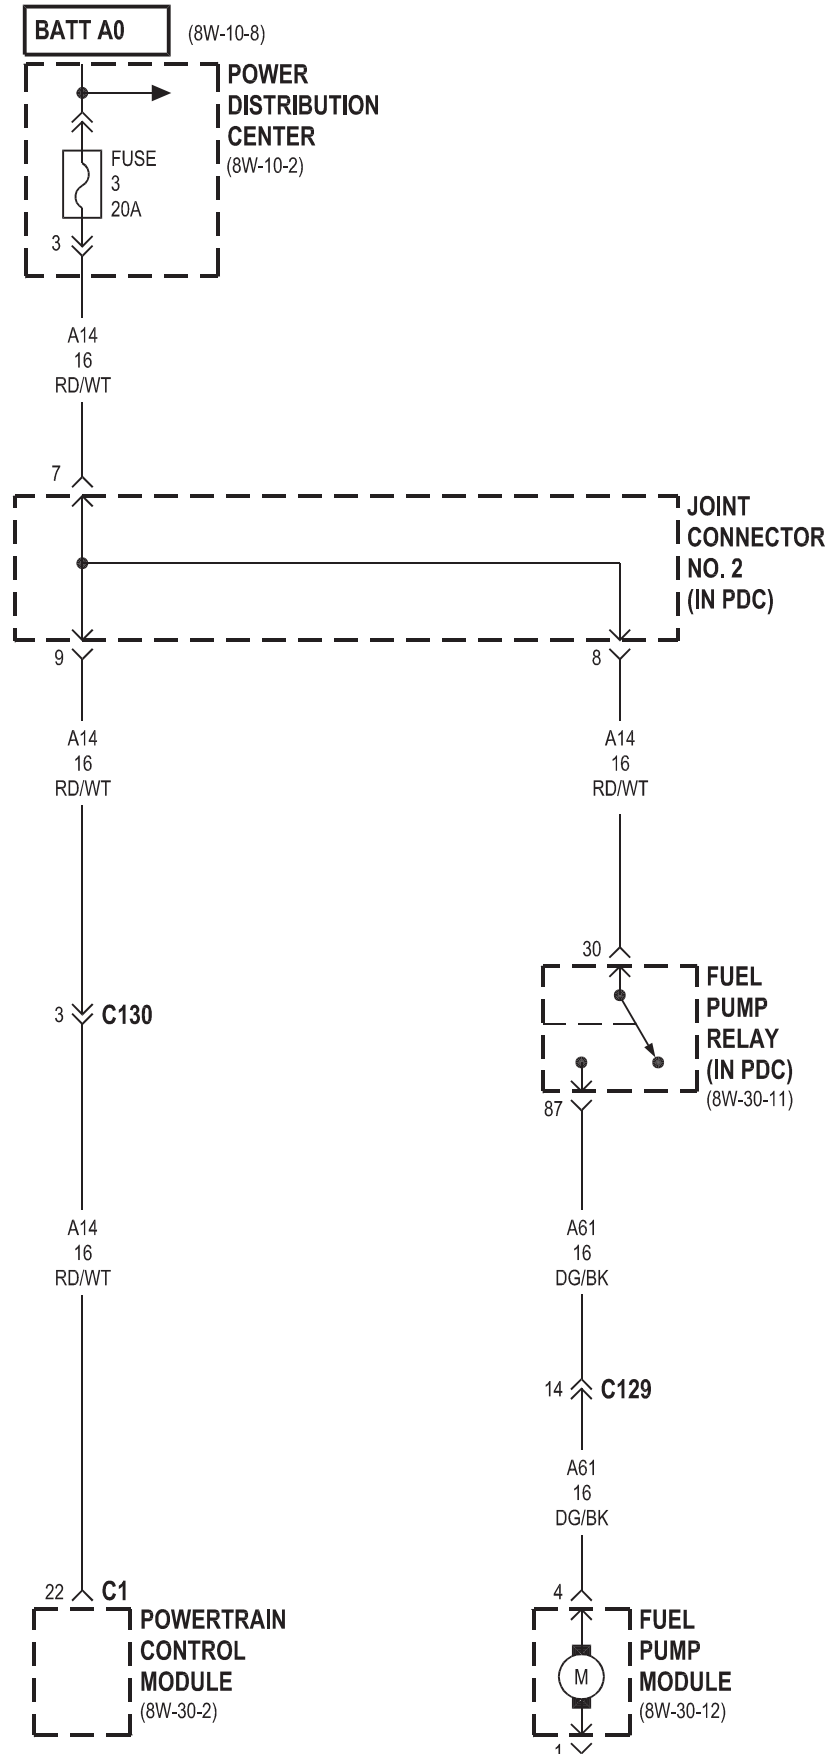 BATT A0
(8W-10-8)
POWER
DISTRIBUTION
CENTER
(8W-10-2)
FUSE
3
20A
3
A14
16
RD/WT
7
JOINT
CONNECTOR
NO. 2
(IN PDC)
9
8
A14
16
RD/WT
A14
16
RD/WT
30
FUEL
PUMP
RELAY
(IN PDC)
(8W-30-11)
3
C130
87
A14
16
RD/WT
A61
16
DG/BK
14
C129
A61
16
DG/BK
22
C1
POWERTRAIN
CONTROL
MODULE
(8W-30-2)
4
FUEL
PUMP
MODULE
(8W-30-12)
M
1